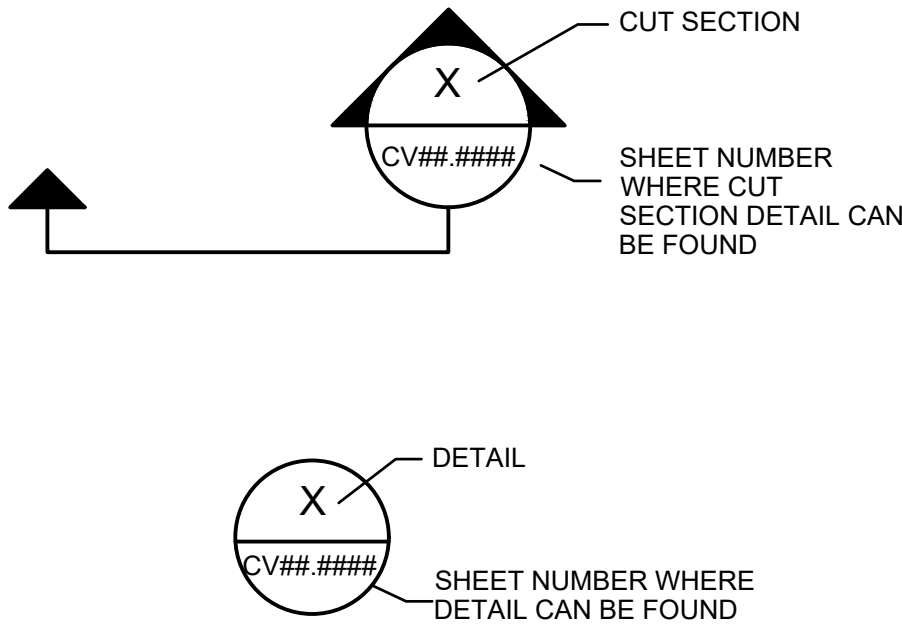 CUT SECTION
X
CV##.####
SHEET NUMBER
WHERE CUT
SECTION DETAIL CAN
BE FOUND
DETAIL
X
CV##.####
SHEET NUMBER WHERE
DETAIL CAN BE FOUND